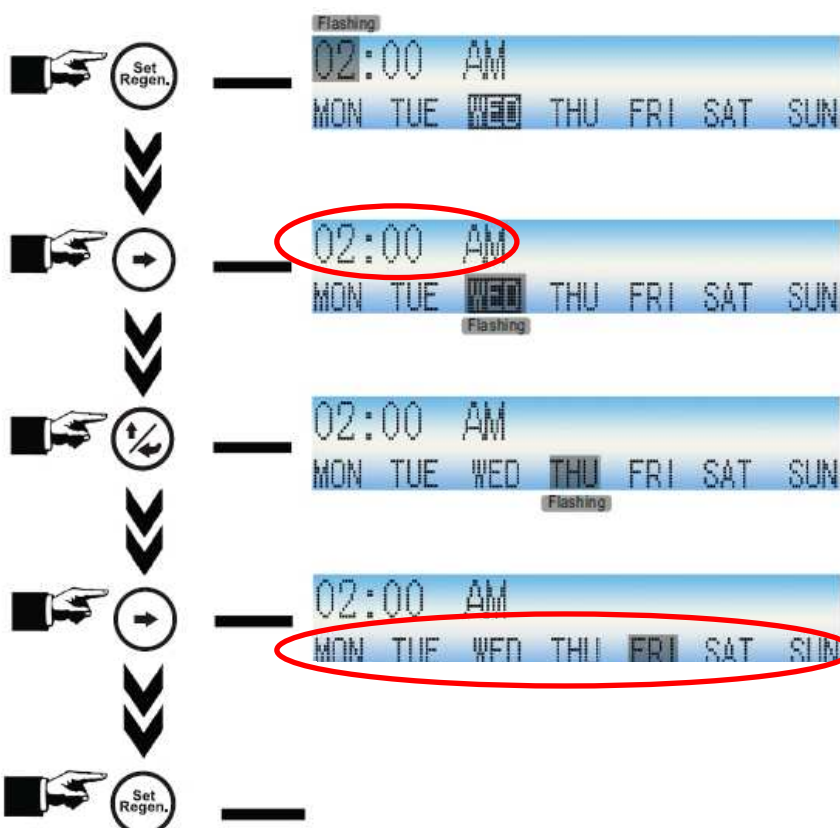 Flashing
Set
Regen.
02:00 AM
MON TUE WED THU FRI SAT SUN
02:00 AM
MON TUE WED THU FRI SAT SUN
Flashing
02:00 AM
MON TUE WED THU FRI SAT SUN
Flashing
02:00 AM
MON TUE WED THU FRI SAT SUN
Set
Regen.